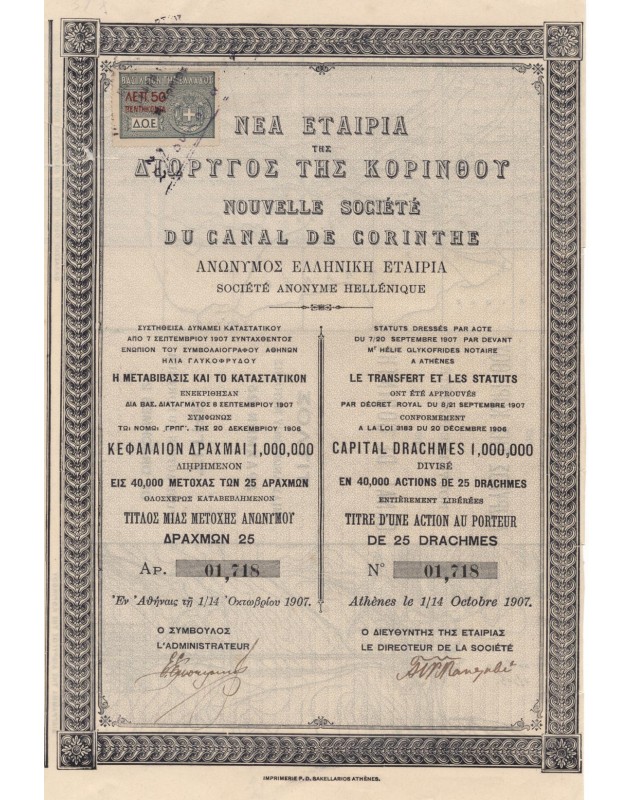 ΛΕΠ. 50
ΠΕΝΤΗΚΟΝΤΑ
Δ.Ο.Ε
ΝΕΑ ΕΤΑΙΡΙΑ
ΤΗΣ
ΔΙΩΡΥΓΟΣ ΤΗΣ ΚΟΡΙΝΘΟΥ
NOUVELLE SOCIÉTÉ
DU CANAL DE CORINTHE
ΑΝΩΝΥΜΟΣ ΕΛΛΗΝΙΚΗ ΕΤΑΙΡΙΑ
SOCIÉTÉ ANONYME HELLÉNIQUE
ΣΥΣΤΗΘΕΙΣΑ ΔΥΝΑΜΕΙ ΚΑΤΑΣΤΑΤΙΚΟΥ
ΑΠΟ 7 ΣΕΠΤΕΜΒΡΙΟΥ 1907 ΣΥΝΤΑΧΘΕΝΤΟΣ
ΕΝΩΠΙΟΝ ΤΟΥ ΣΥΜΒΟΛΑΙΟΓΡΑΦΟΥ ΑΘΗΝΩΝ
ΗΛΙΑ ΓΛΥΚΟΦΡΥΔΟΥ
Η ΜΕΤΑΒΙΒΑΣΙΣ ΚΑΙ ΤΟ ΚΑΤΑΣΤΑΤΙΚΟΝ
ΕΝΕΚΡΙΘΗΣΑΝ
ΔΙΑ ΒΑΣ. ΔΙΑΤΑΓΜΑΤΟΣ 8 ΣΕΠΤΕΜΒΡΙΟΥ 1907
ΣΥΜΦΩΝΩΣ
ΤΩι ΝΟΜΩι ͵ΓΡΠΓ'. ΤΗΣ 20 ΔΕΚΕΜΒΡΙΟΥ 1906
ΚΕΦΑΛΑΙΟΝ ΔΡΑΧΜΑΙ 1,000,000
ΔΙΗΡΗΜΕΝΟΝ
ΕΙΣ 40,000 ΜΕΤΟΧΑΣ ΤΩΝ 25 ΔΡΑΧΜΩΝ
ΟΛΟΣΧΕΡΩΣ ΚΑΤΑΒΕΒΛΗΜΕΝΟΝ
ΤΙΤΛΟΣ ΜΙΑΣ ΜΕΤΟΧΗΣ ΑΝΩΝΥΜΟΥ
ΔΡΑΧΜΩΝ 25
ΑΡ. 01,718
Ἐν Ἀθήναις τῇ 1/14 Ὀκτωβρίου 1907.
Ο ΣΥΜΒΟΥΛΟΣ
L'ADMINISTRATEUR
STATUTS DRESSÉS PAR ACTE
DU 7/20 SEPTEMBRE 1907 PAR DEVANT
Mr HÉLIE GLYKOFRIDES NOTAIRE
A ATHÈNES
LE TRANSFERT ET LES STATUTS
ONT ÉTÉ APPROUVÉS
PAR DÉCRET ROYAL DU 8/21 SEPTEMBRE 1907
CONFORMEMENT
A LA LOI 3183 DU 20 DÉCEMBRE 1906
CAPITAL DRACHMES 1,000,000
DIVISÉ
EN 40,000 ACTIONS DE 25 DRACHMES
ENTIÈREMENT LIBÉRÉES
TITRE D'UNE ACTION AU PORTEUR
DE 25 DRACHMES
N° 01,718
Athènes le 1/14 Octobre 1907.
Ο ΔΙΕΥΘΥΝΤΗΣ ΤΗΣ ΕΤΑΙΡΙΑΣ
LE DIRECTEUR DE LA SOCIÉTÉ
IMPRIMERIE P. D. SAKELLARIOS ATHÈNES.